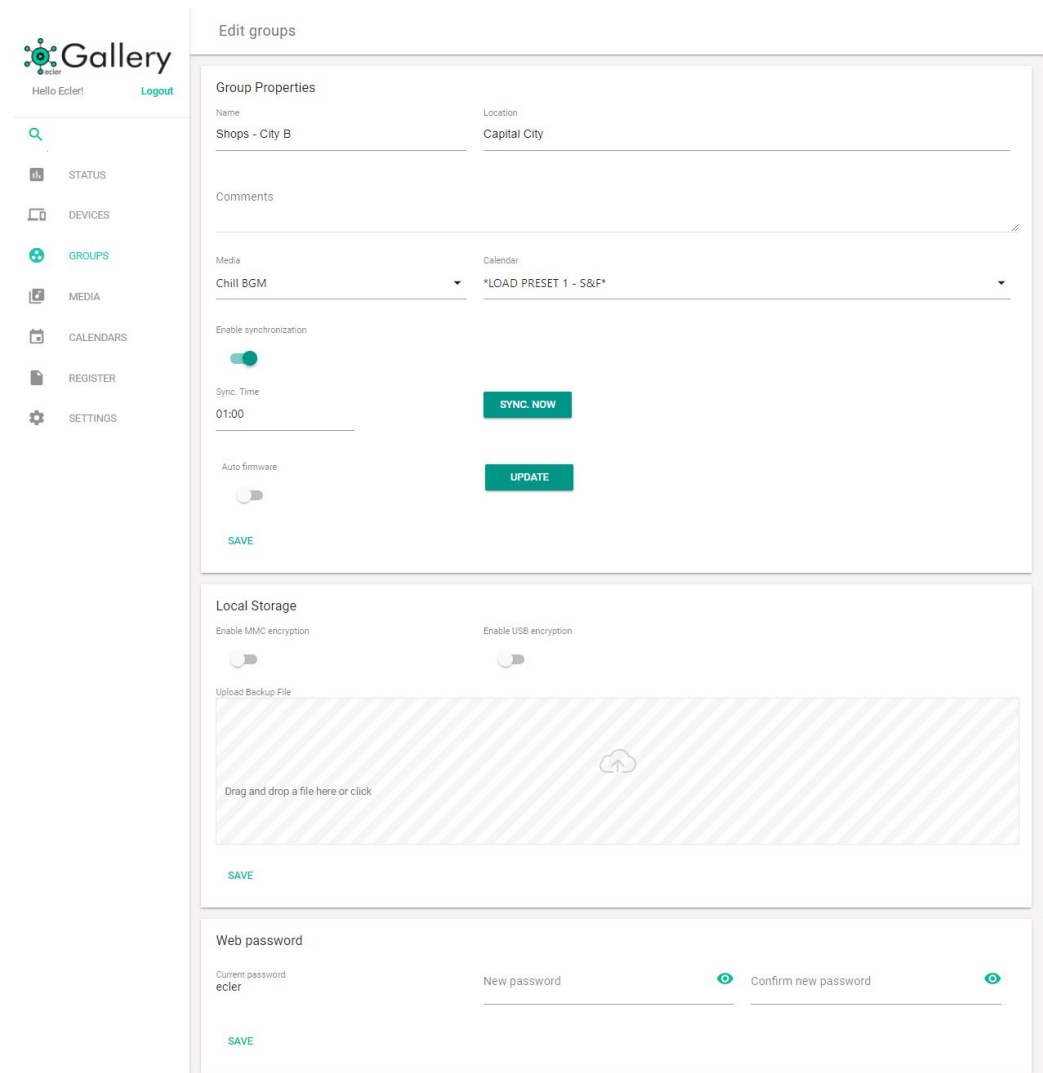 Gallery
ecler
Hello Ecler! Logout
STATUS
DEVICES
GROUPS
MEDIA
CALENDARS
REGISTER
SETTINGS
Edit groups
Group Properties
Name Location
Shops - City B Capital City
Comments
Media Calendar
Chill BGM *LOAD PRESET 1 - S&F*
Enable synchronization
Sync. Time
01:00 SYNC. NOW
Auto firmware UPDATE
SAVE
Local Storage
Enable MMC encryption Enable USB encryption
Upload Backup File
Drag and drop a file here or click
SAVE
Web password
Current password
ecler New password Confirm new password
SAVE